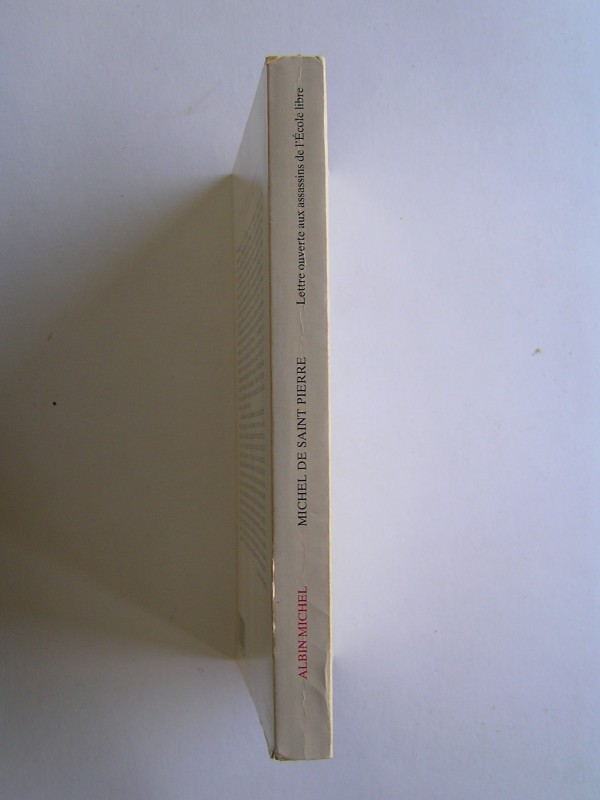 ALBIN MICHEL
MICHEL DE SAINT PIERRE
Lettre ouverte aux assassins de l'École libre